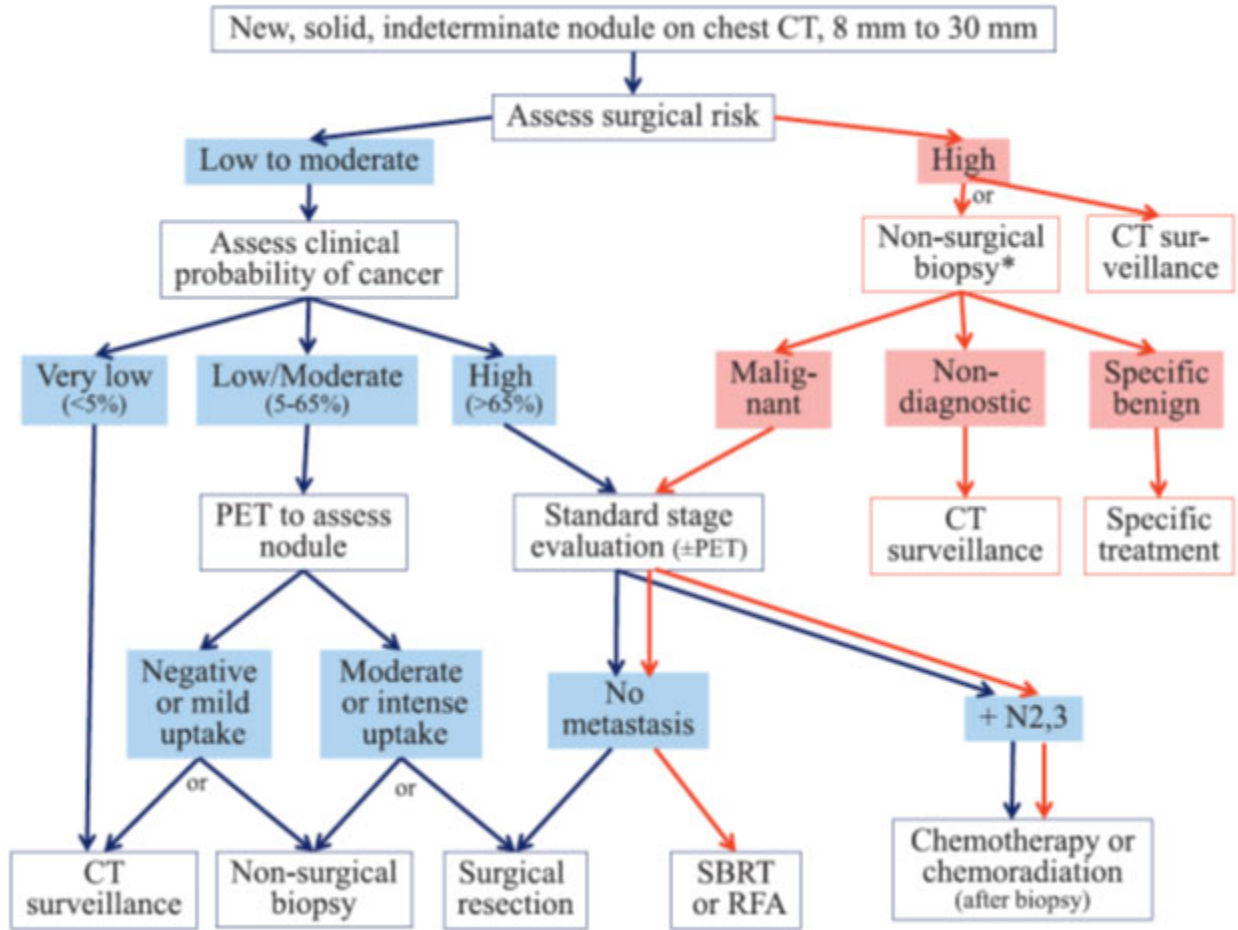 New, solid, indeterminate nodule on chest CT, 8 mm to 30 mm
Assess surgical risk
Low to moderate
High
or
Assess clinical
probability of cancer
Non-surgical
biopsy*
CT sur-
veillance
Very low
(<5%)
Low/Moderate
(5-65%)
High
(>65%)
Malig-
nant
Non-
diagnostic
Specific
benign
PET to assess
nodule
Standard stage
evaluation (±PET)
CT
surveillance
Specific
treatment
Negative
or mild
uptake
Moderate
or intense
uptake
No
metastasis
+ N2,3
or
or
CT
surveillance
Non-surgical
biopsy
Surgical
resection
SBRT
or RFA
Chemotherapy or
chemoradiation
(after biopsy)